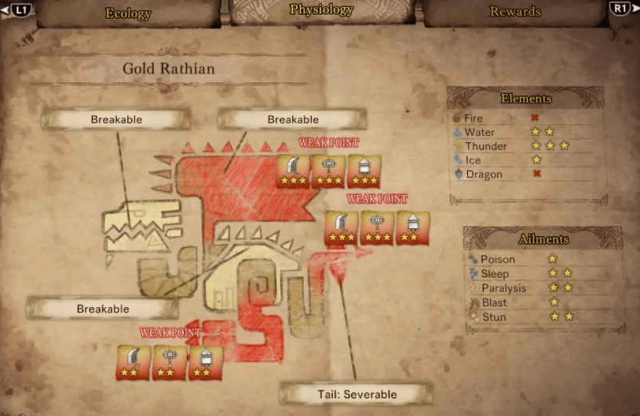 L1
Ecology
Physiology
Rewards
R1
Gold Rathian
Breakable
Breakable
WEAK POINT
WEAK POINT
Breakable
WEAK POINT
Tail: Severable
Elements
Fire
Water
Thunder
Ice
Dragon
Ailments
Poison
Sleep
Paralysis
Blast
Stun